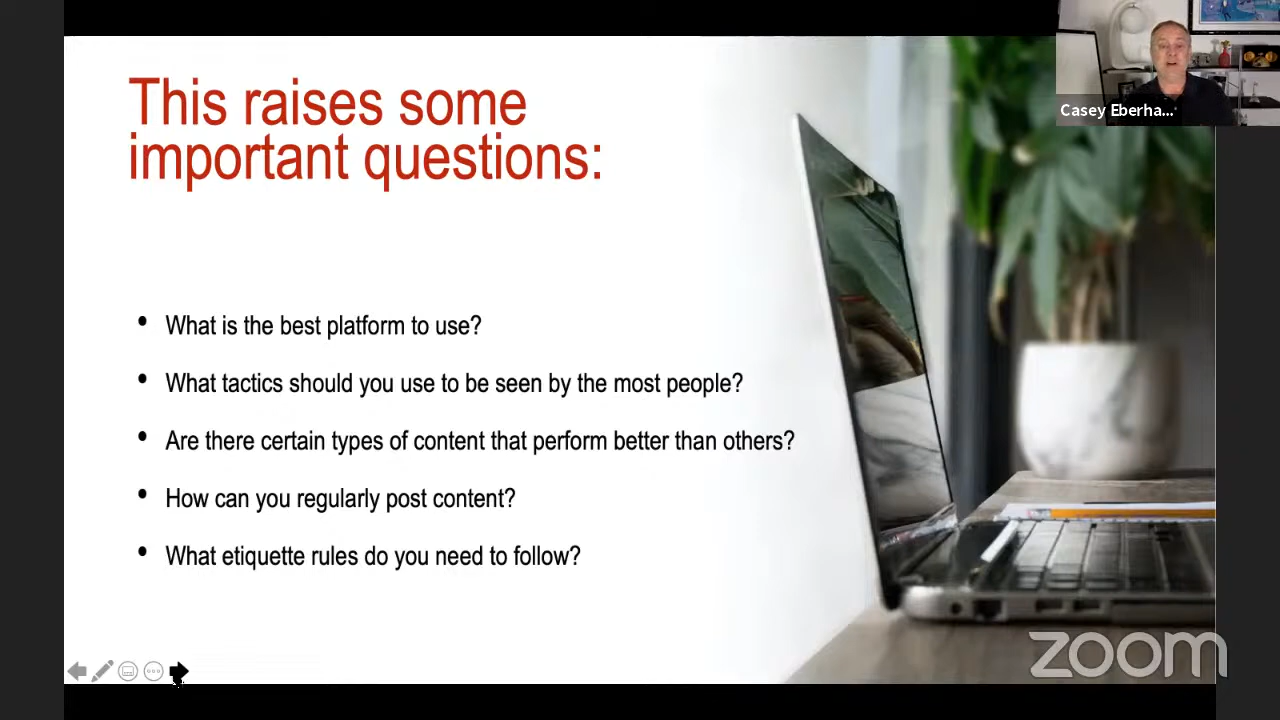 This raises some
important questions:
• What is the best platform to use?
• What tactics should you use to be seen by the most people?
• Are there certain types of content that perform better than others?
• How can you regularly post content?
• What etiquette rules do you need to follow?
Casey Eberha...
zoom